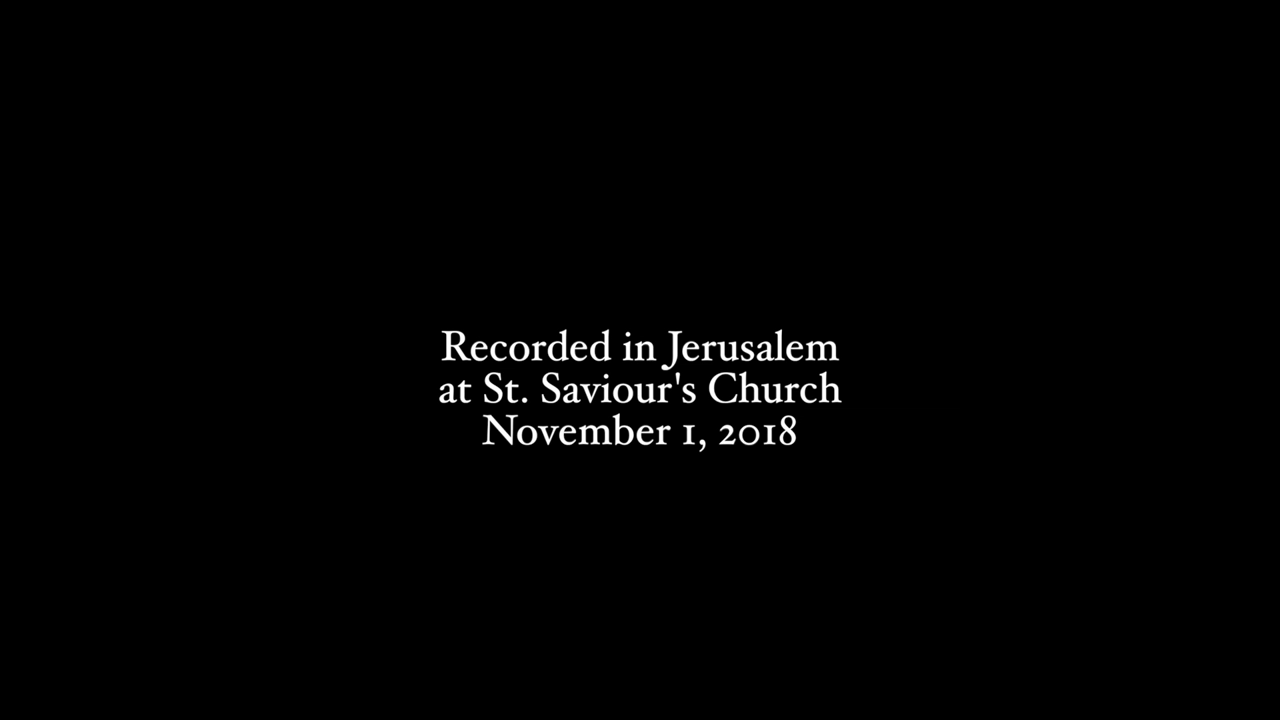 Recorded in Jerusalem
at St. Saviour's Church
November 1, 2018